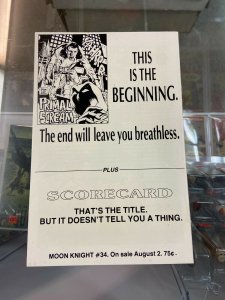 PRIMAL
SCREAM
THIS
IS THE
BEGINNING.
The end will leave you breathless.
PLUS
SCORECARD
THAT'S THE TITLE.
BUT IT DOESN'T TELL YOU A THING.
MOON KNIGHT #34. On sale August 2. 75¢.